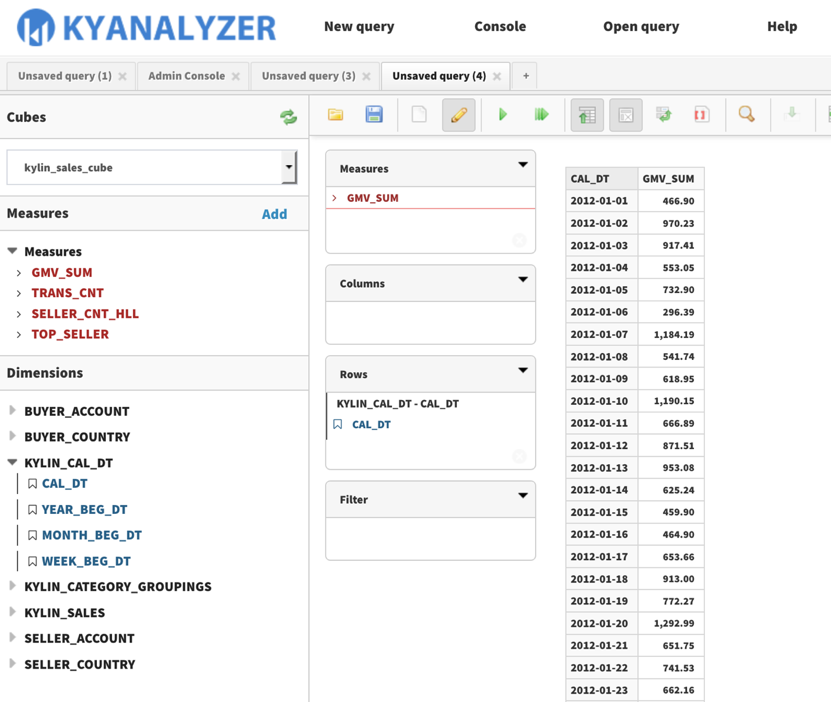 KYANALYZER New query Console Open query Help
Unsaved query (1) Admin Console Unsaved query (3) Unsaved query (4) +
Cubes
kylin_sales_cube
Measures Add
Measures
GMV_SUM
TRANS_CNT
SELLER_CNT_HLL
TOP_SELLER
Dimensions
BUYER_ACCOUNT
BUYER_COUNTRY
KYLIN_CAL_DT
CAL_DT
YEAR_BEG_DT
MONTH_BEG_DT
WEEK_BEG_DT
KYLIN_CATEGORY_GROUPINGS
KYLIN_SALES
SELLER_ACCOUNT
SELLER_COUNTRY
Measures
GMV_SUM
Columns
Rows
KYLIN_CAL_DT - CAL_DT
CAL_DT
Filter
CAL_DT GMV_SUM
2012-01-01 466.90
2012-01-02 970.23
2012-01-03 917.41
2012-01-04 553.05
2012-01-05 732.90
2012-01-06 296.39
2012-01-07 1,184.19
2012-01-08 541.74
2012-01-09 618.95
2012-01-10 1,190.15
2012-01-11 666.89
2012-01-12 871.51
2012-01-13 953.08
2012-01-14 625.24
2012-01-15 459.90
2012-01-16 464.90
2012-01-17 653.66
2012-01-18 913.00
2012-01-19 772.27
2012-01-20 1,292.99
2012-01-21 651.75
2012-01-22 741.53
2012-01-23 662.16